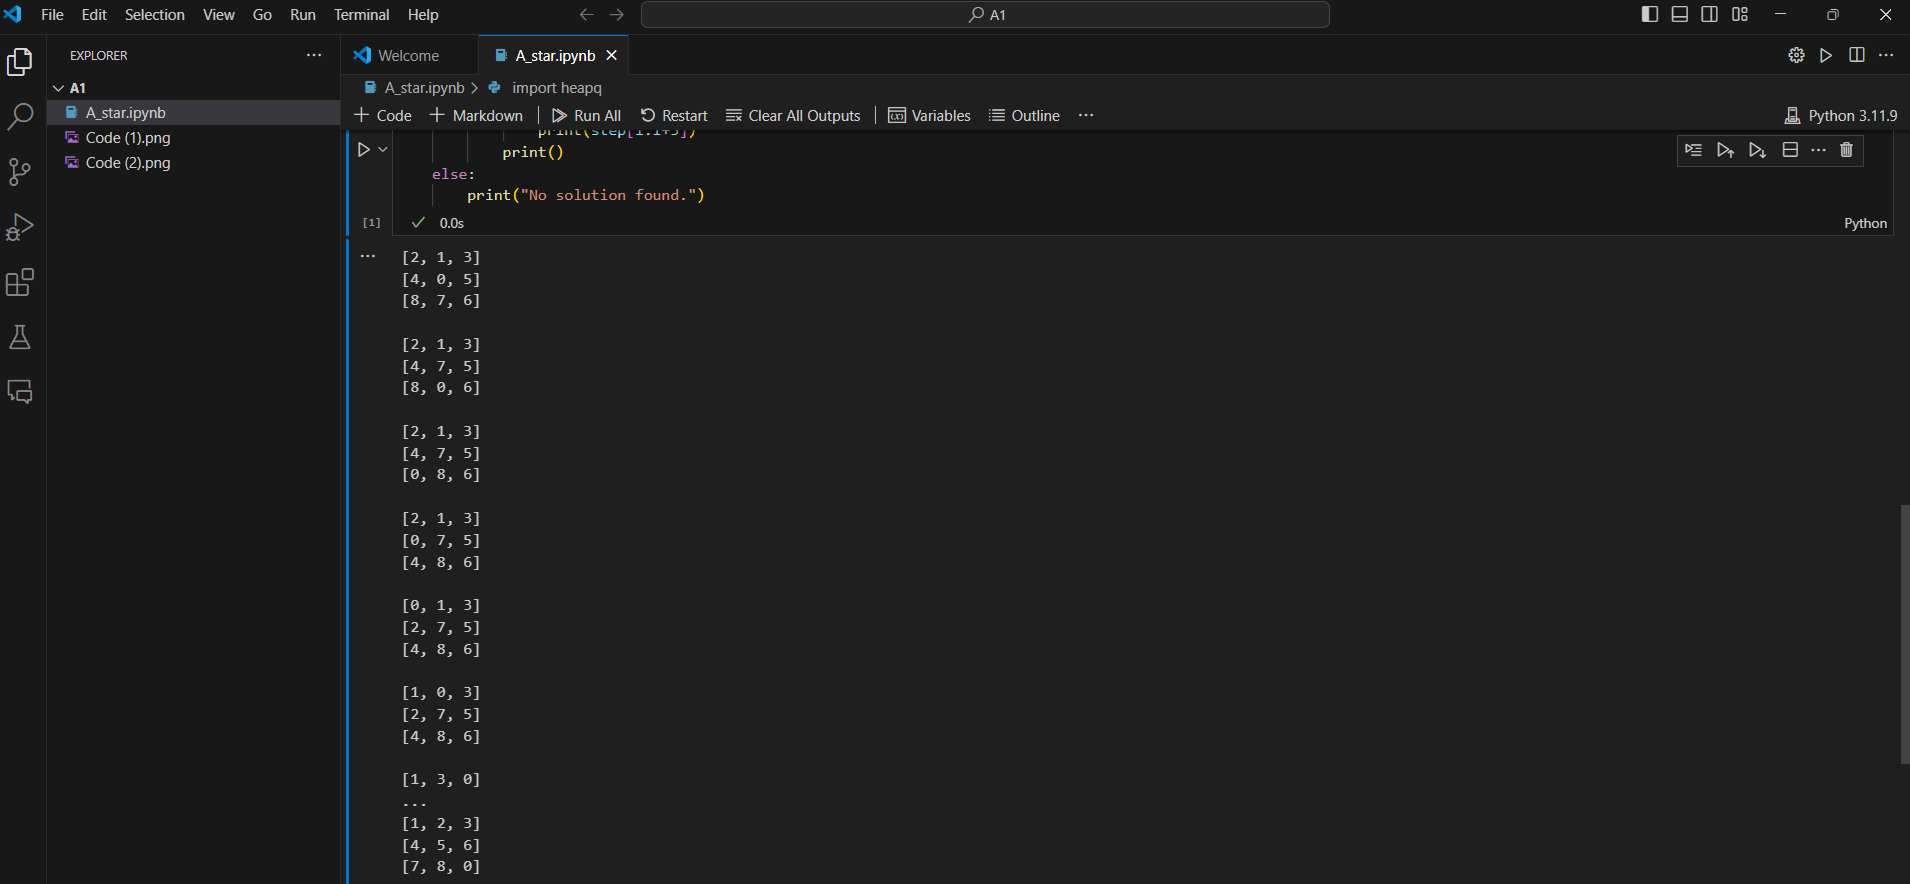 File Edit Selection View Go Run Terminal Help
A1
EXPLORER
A1
A_star.ipynb
Code (1).png
Code (2).png
Welcome
A_star.ipynb
A_star.ipynb > import heapq
Code Markdown Run All Restart Clear All Outputs Variables Outline ...
Python 3.11.9
print(step[i:i+3])
print()
else:
print("No solution found.")
[1] 0.0s
Python
[2, 1, 3]
[4, 0, 5]
[8, 7, 6]
[2, 1, 3]
[4, 7, 5]
[8, 0, 6]
[2, 1, 3]
[4, 7, 5]
[0, 8, 6]
[2, 1, 3]
[0, 7, 5]
[4, 8, 6]
[0, 1, 3]
[2, 7, 5]
[4, 8, 6]
[1, 0, 3]
[2, 7, 5]
[4, 8, 6]
[1, 3, 0]
...
[1, 2, 3]
[4, 5, 6]
[7, 8, 0]